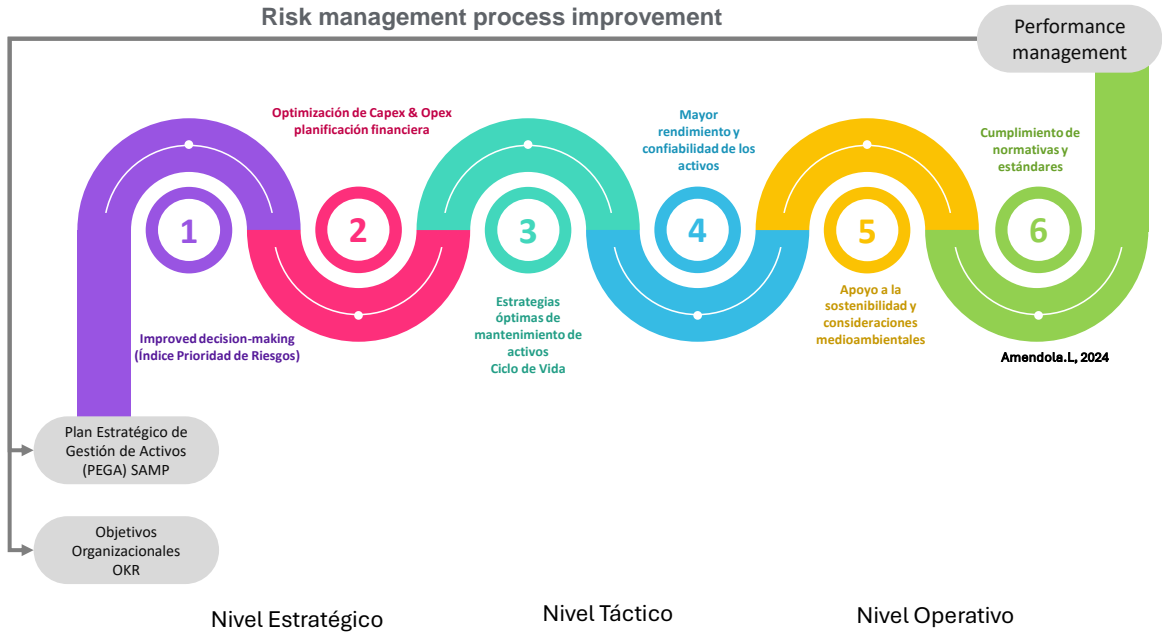 Risk management process improvement
Performance
management
Optimización de Capex & Opex
planificación financiera
Mayor
rendimiento y
confiabilidad de los
activos
Cumplimiento de
normativas y
estándares
1
2
3
4
5
6
Improved decision-making
(Índice Prioridad de Riesgos)
Estrategias
óptimas de
mantenimiento de
activos
Ciclo de Vida
Apoyo a la
sostenibilidad y
consideraciones
medioambientales
Amendola.L, 2024
Plan Estratégico de
Gestión de Activos
(PEGA) SAMP
Objetivos
Organizacionales
OKR
Nivel Estratégico
Nivel Táctico
Nivel Operativo